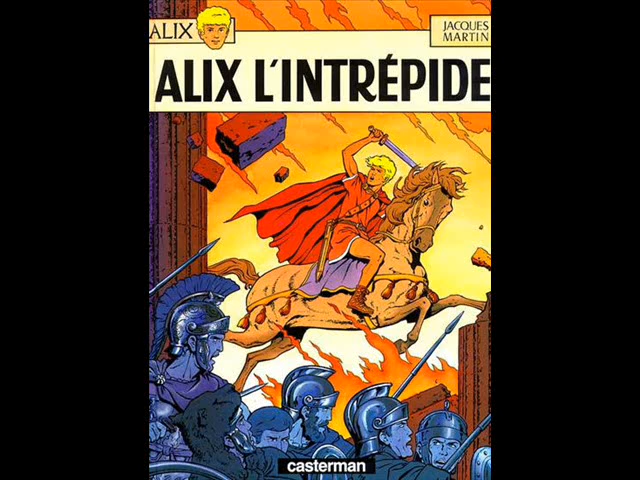 ALIX
JACQUES
MARTIN
ALIX L'INTRÉPIDE
casterman